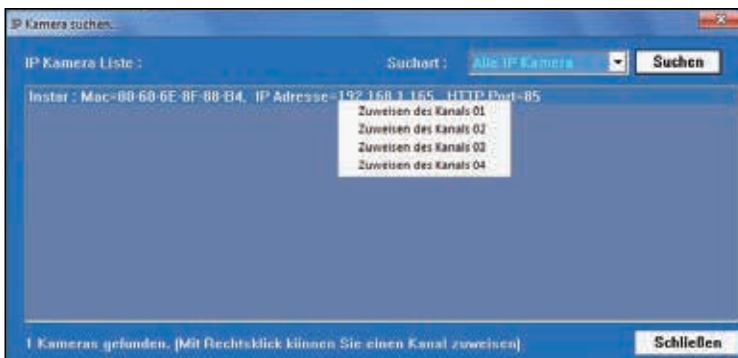 IP Kamera suchen...
IP Kamera Liste : Suchart : Alle IP Kamera Suchen
Instar : Mac=00-60-6E-8F-88-B4, IP Adresse=192.168.1.165, HTTP Port=85
Zuweisen des Kanals 01
Zuweisen des Kanals 02
Zuweisen des Kanals 03
Zuweisen des Kanals 04
1 Kameras gefunden. (Mit Rechtsklick können Sie einen Kanal zuweisen)
Schließen